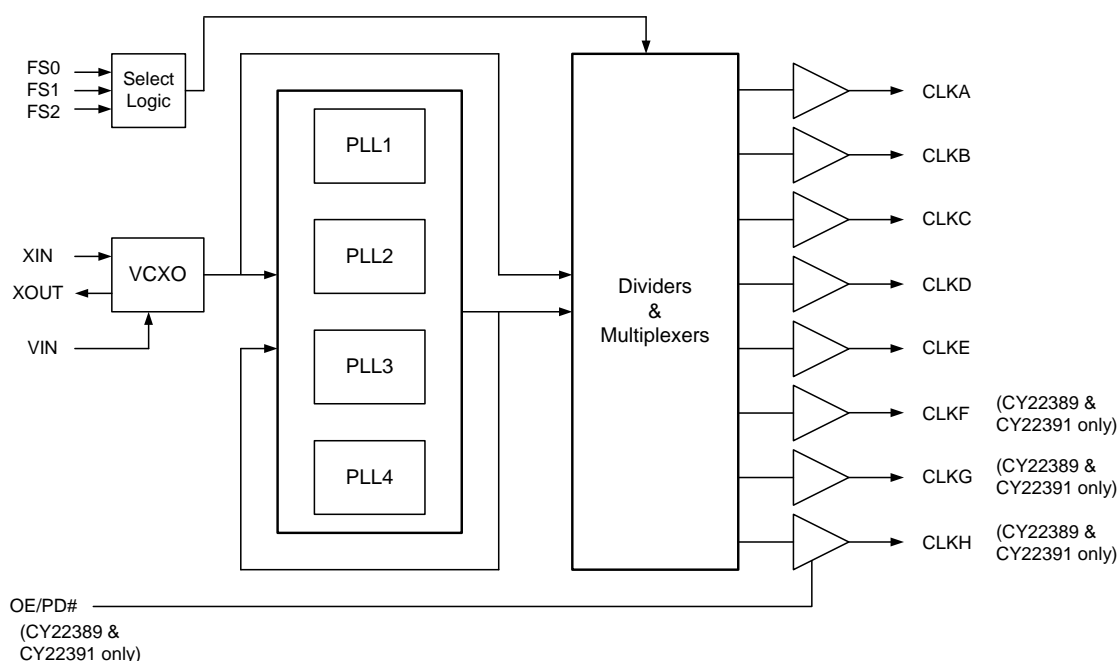 FS0
FS1
FS2
Select
Logic
XIN
XOUT
VIN
VCXO
PLL1
PLL2
PLL3
PLL4
Dividers
&
Multiplexers
CLKA
CLKB
CLKC
CLKD
CLKE
CLKF
(CY22389 &
CY22391 only)
CLKG
(CY22389 &
CY22391 only)
CLKH
(CY22389 &
CY22391 only)
OE/PD#
(CY22389 &
CY22391 only)